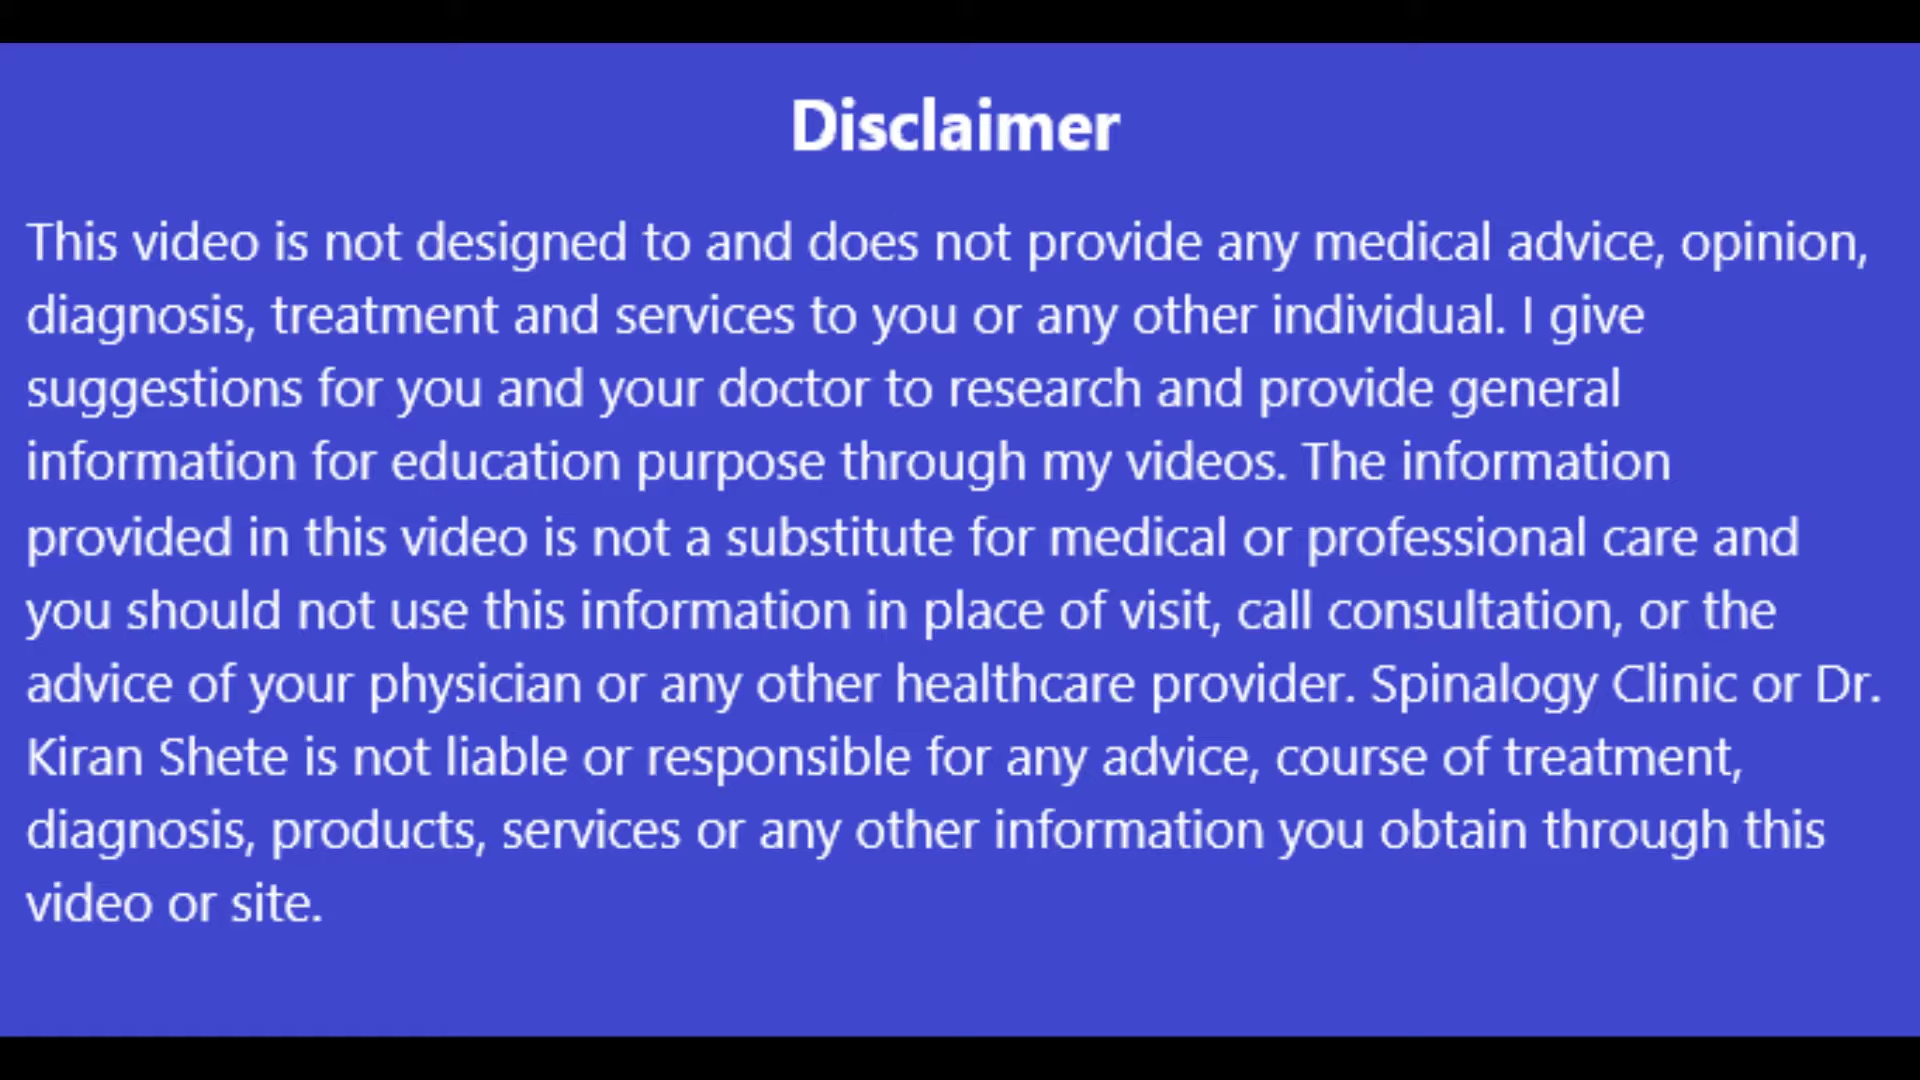 Disclaimer
This video is not designed to and does not provide any medical advice, opinion,
diagnosis, treatment and services to you or any other individual. I give
suggestions for you and your doctor to research and provide general
information for education purpose through my videos. The information
provided in this video is not a substitute for medical or professional care and
you should not use this information in place of visit, call consultation, or the
advice of your physician or any other healthcare provider. Spinalogy Clinic or Dr.
Kiran Shete is not liable or responsible for any advice, course of treatment,
diagnosis, products, services or any other information you obtain through this
video or site.